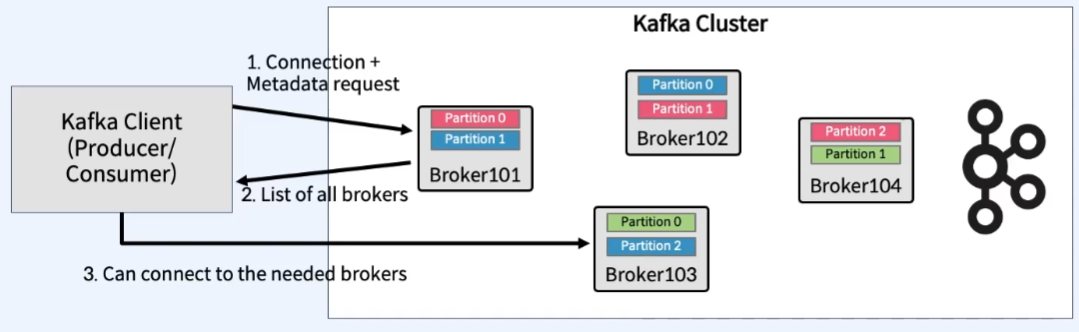 Kafka Cluster
1. Connection +
Metadata request
Kafka Client
(Producer/
Consumer)
Partition 0
Partition 1
Broker101
Partition 0
Partition 1
Broker102
Partition 2
Partition 1
Broker104
2. List of all brokers
Partition 0
Partition 2
Broker103
3. Can connect to the needed brokers